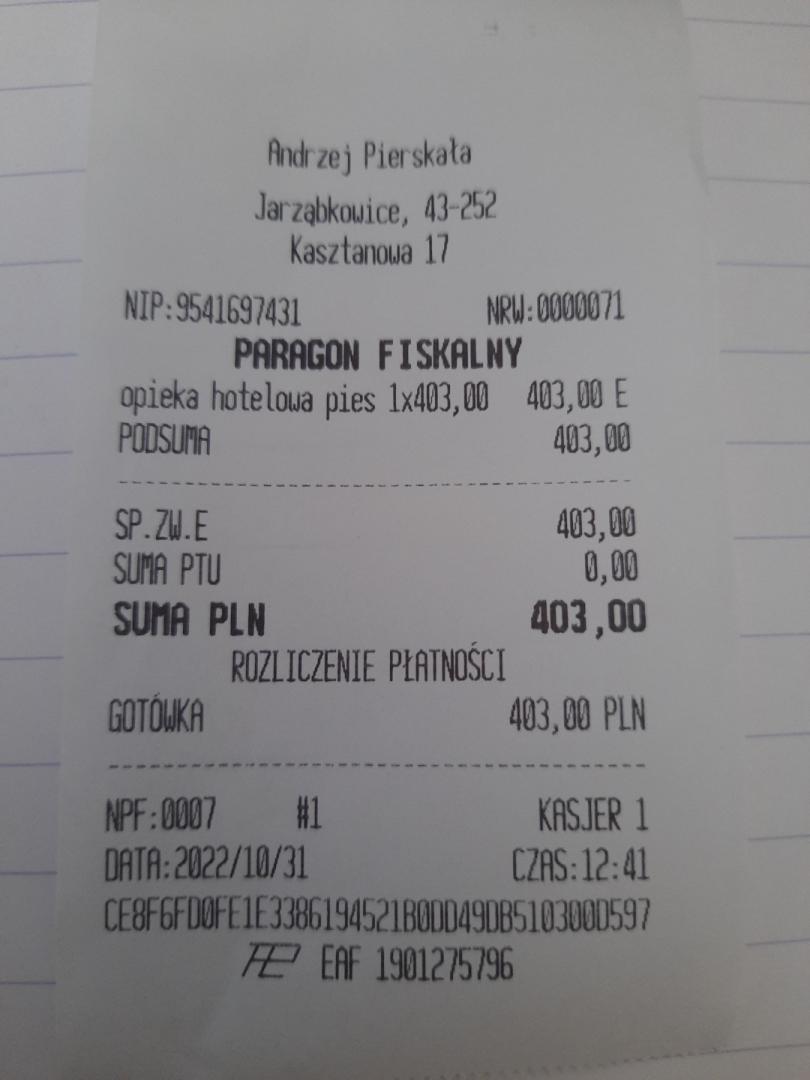 Andrzej Pierskała
Jarząbkowice, 43-252
Kasztanowa 17
NIP:9541697431 NRW:0000071
PARAGON FISKALNY
opieka hotelowa pies 1x403,00 403,00 E
PODSUMA 403,00
SP.ZW.E 403,00
SUMA PTU 0,00
SUMA PLN 403,00
ROZLICZENIE PŁATNOŚCI
GOTÓWKA 403,00 PLN
NPF:0007 #1 KASJER 1
DATA:2022/10/31 CZAS:12:41
CE8F6FD0FE1E3386194521B0DD49DB510300D597
EAF 1901275796